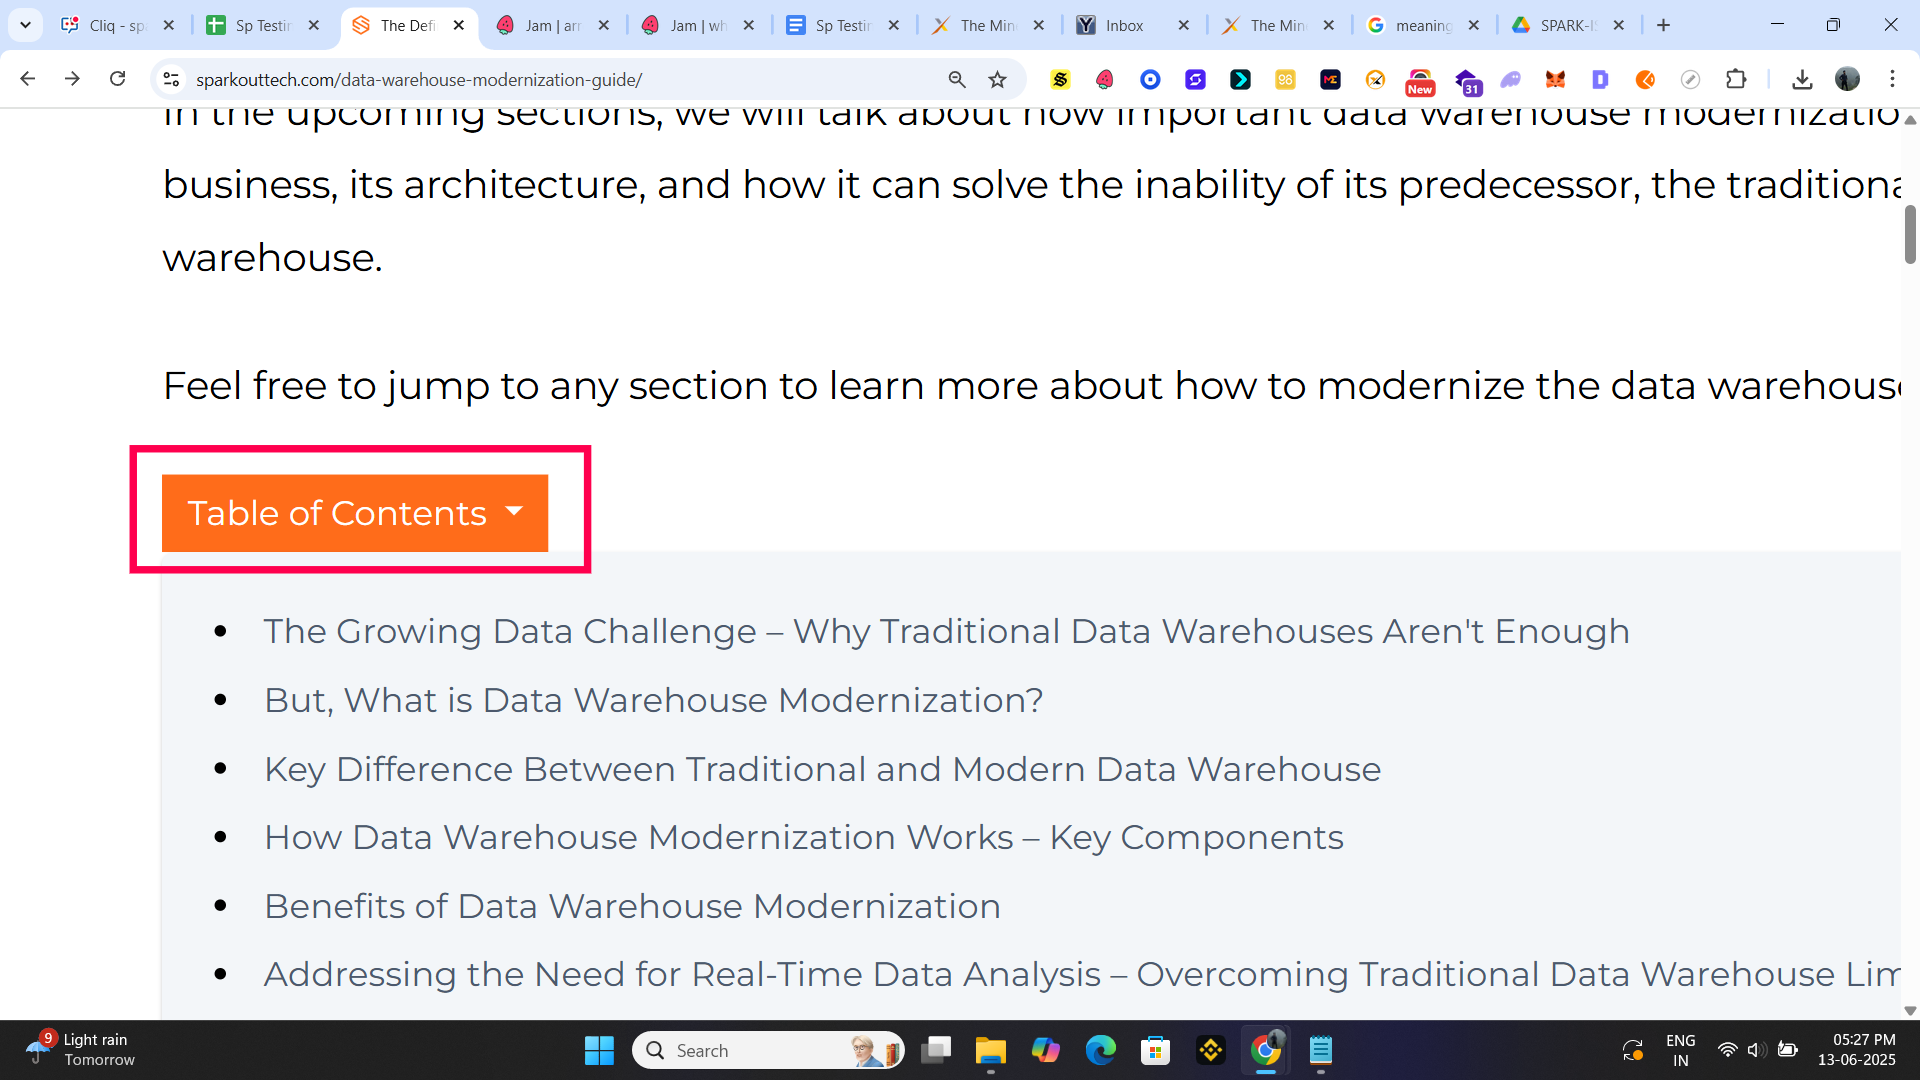 Cliq - sp
Sp Testin
The Defi
Jam | arr
Jam | wh
Sp Testin
The Min
Inbox
The Min
meaning
SPARK-IS
sparkouttech.com/data-warehouse-modernization-guide/
New
31
In the upcoming sections, we will talk about how important data warehouse modernizatio
business, its architecture, and how it can solve the inability of its predecessor, the traditiona
warehouse.
Feel free to jump to any section to learn more about how to modernize the data warehouse
Table of Contents
• The Growing Data Challenge – Why Traditional Data Warehouses Aren't Enough
• But, What is Data Warehouse Modernization?
• Key Difference Between Traditional and Modern Data Warehouse
• How Data Warehouse Modernization Works – Key Components
• Benefits of Data Warehouse Modernization
• Addressing the Need for Real-Time Data Analysis – Overcoming Traditional Data Warehouse Lim
9
Light rain
Tomorrow
Search
ENG
IN
05:27 PM
13-06-2025